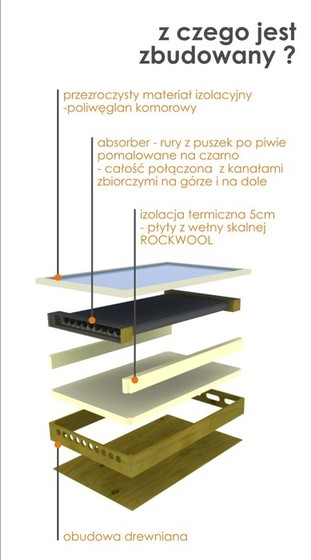 z czego jest
zbudowany ?
przezroczysty materiał izolacyjny
-poliwęglan komorowy
absorber - rury z puszek po piwie
pomalowane na czarno
- całość połączona z kanałami
zbiorczymi na górze i na dole
izolacja termiczna 5cm
- płyty z wełny skalnej
ROCKWOOL
obudowa drewniana